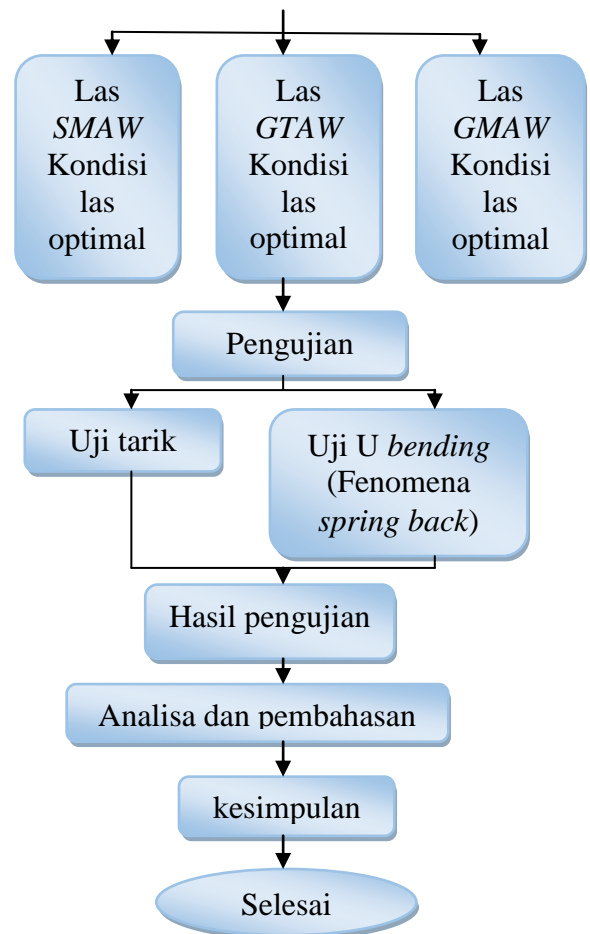 Las
SMAW
Kondisi
las
optimal
Las
GTAW
Kondisi
las
optimal
Las
GMAW
Kondisi
las
optimal
Pengujian
Uji tarik
Uji U bending
(Fenomena
spring back)
Hasil pengujian
Analisa dan pembahasan
kesimpulan
Selesai